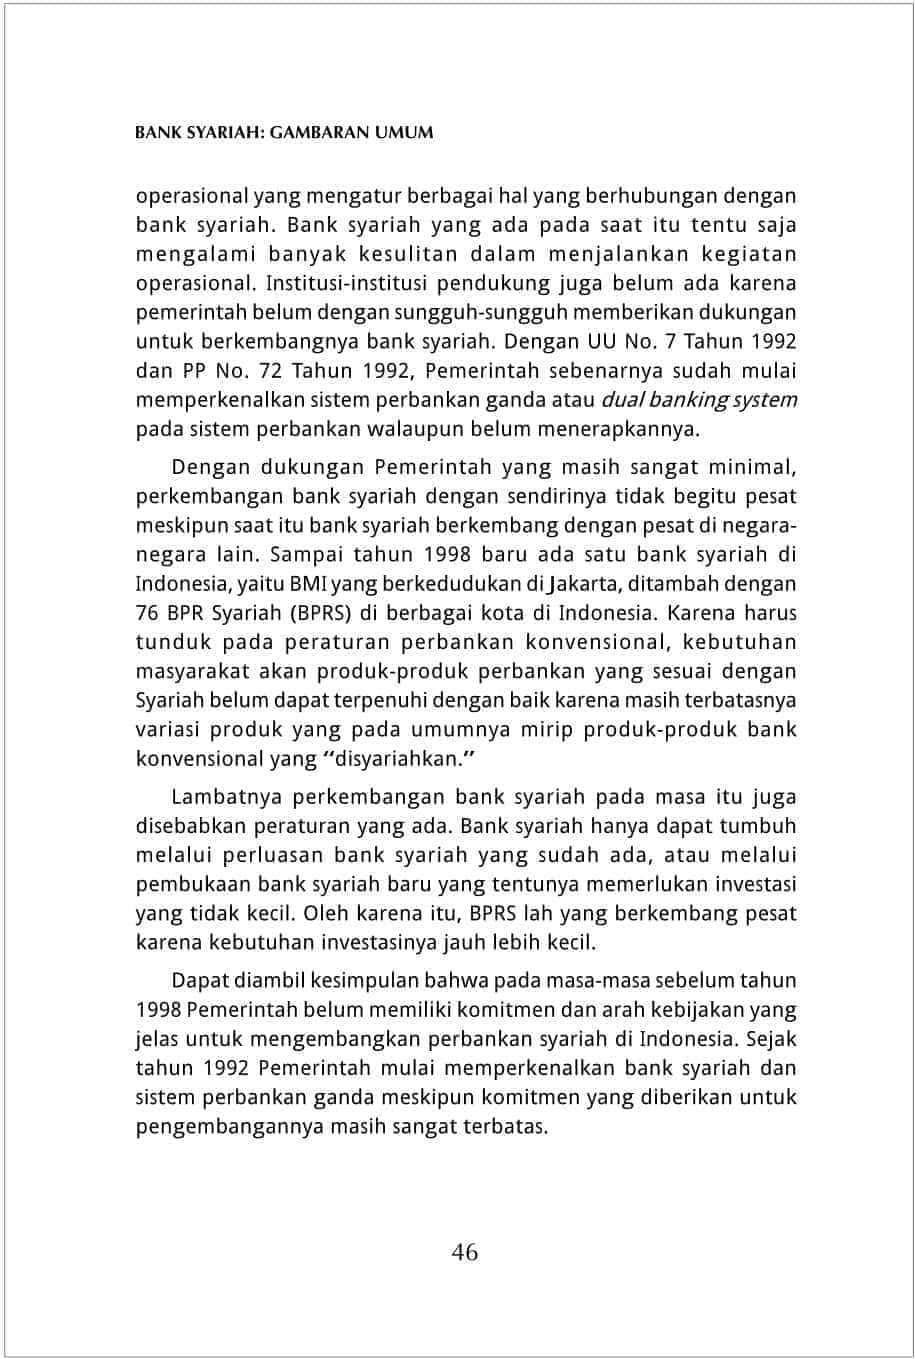 BANK SYARIAH: GAMBARAN UMUM
operasional yang mengatur berbagai hal yang berhubungan dengan
bank syariah. Bank syariah yang ada pada saat itu tentu saja
mengalami banyak kesulitan dalam menjalankan kegiatan
operasional. Institusi-institusi pendukung juga belum ada karena
pemerintah belum dengan sungguh-sungguh memberikan dukungan
untuk berkembangnya bank syariah. Dengan UU No. 7 Tahun 1992
dan PP No. 72 Tahun 1992, Pemerintah sebenarnya sudah mulai
memperkenalkan sistem perbankan ganda atau dual banking system
pada sistem perbankan walaupun belum menerapkannya.
Dengan dukungan Pemerintah yang masih sangat minimal,
perkembangan bank syariah dengan sendirinya tidak begitu pesat
meskipun saat itu bank syariah berkembang dengan pesat di negara-
negara lain. Sampai tahun 1998 baru ada satu bank syariah di
Indonesia, yaitu BMI yang berkedudukan di Jakarta, ditambah dengan
76 BPR Syariah (BPRS) di berbagai kota di Indonesia. Karena harus
tunduk pada peraturan perbankan konvensional, kebutuhan
masyarakat akan produk-produk perbankan yang sesuai dengan
Syariah belum dapat terpenuhi dengan baik karena masih terbatasnya
variasi produk yang pada umumnya mirip produk-produk bank
konvensional yang “disyariahkan.”
Lambatnya perkembangan bank syariah pada masa itu juga
disebabkan peraturan yang ada. Bank syariah hanya dapat tumbuh
melalui perluasan bank syariah yang sudah ada, atau melalui
pembukaan bank syariah baru yang tentunya memerlukan investasi
yang tidak kecil. Oleh karena itu, BPRS lah yang berkembang pesat
karena kebutuhan investasinya jauh lebih kecil.
Dapat diambil kesimpulan bahwa pada masa-masa sebelum tahun
1998 Pemerintah belum memiliki komitmen dan arah kebijakan yang
jelas untuk mengembangkan perbankan syariah di Indonesia. Sejak
tahun 1992 Pemerintah mulai memperkenalkan bank syariah dan
sistem perbankan ganda meskipun komitmen yang diberikan untuk
pengembangannya masih sangat terbatas.
46